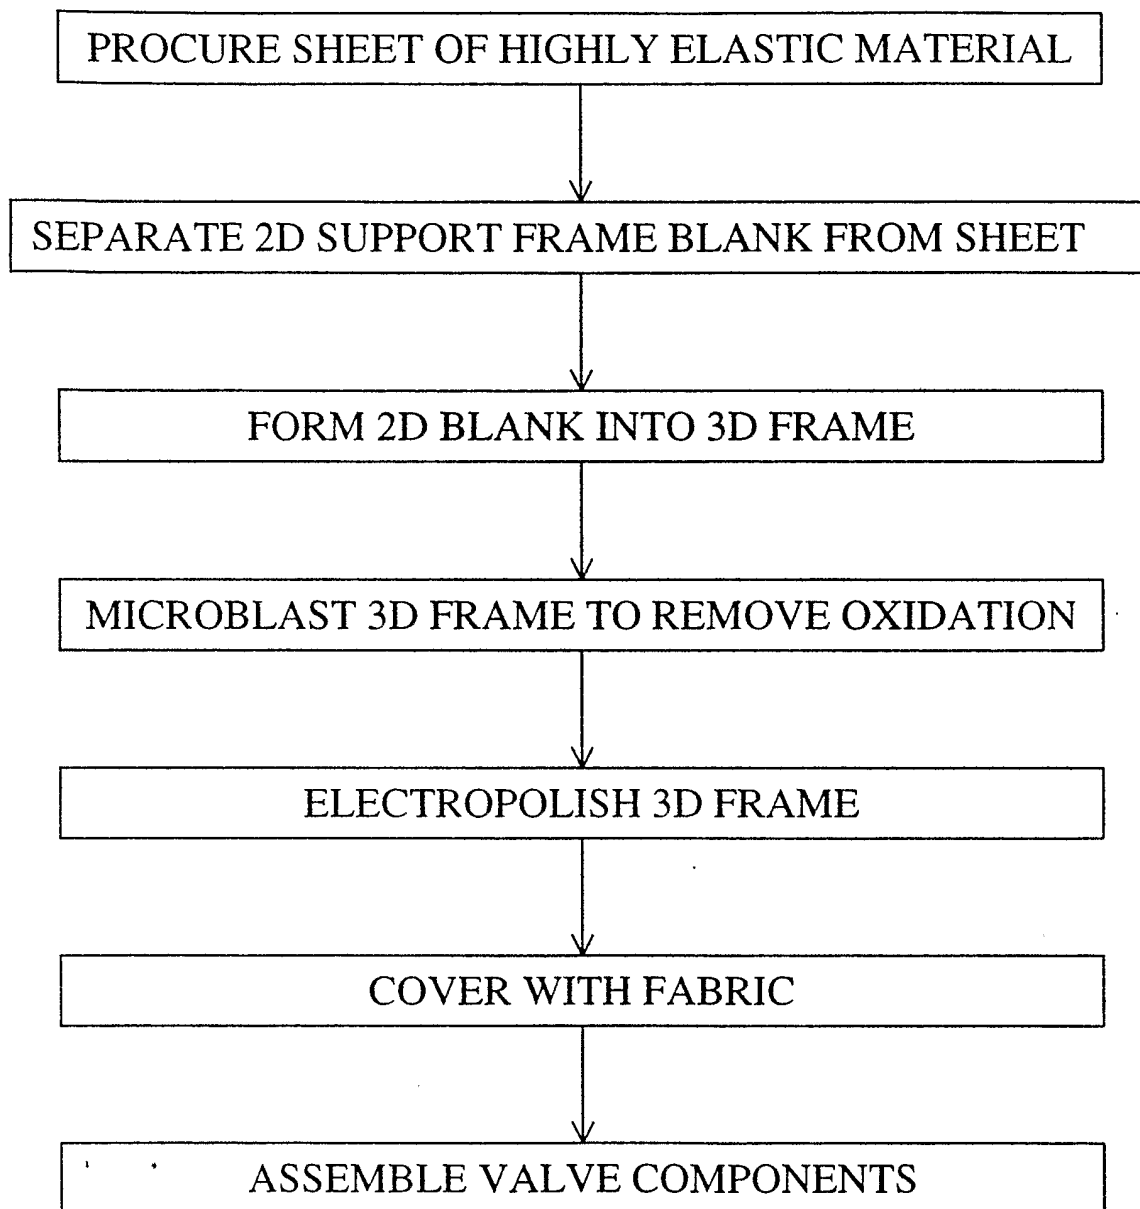 PROCURE SHEET OF HIGHLY ELASTIC MATERIAL
SEPARATE 2D SUPPORT FRAME BLANK FROM SHEET
FORM 2D BLANK INTO 3D FRAME
MICROBLAST 3D FRAME TO REMOVE OXIDATION
ELECTROPOLISH 3D FRAME
COVER WITH FABRIC
ASSEMBLE VALVE COMPONENTS